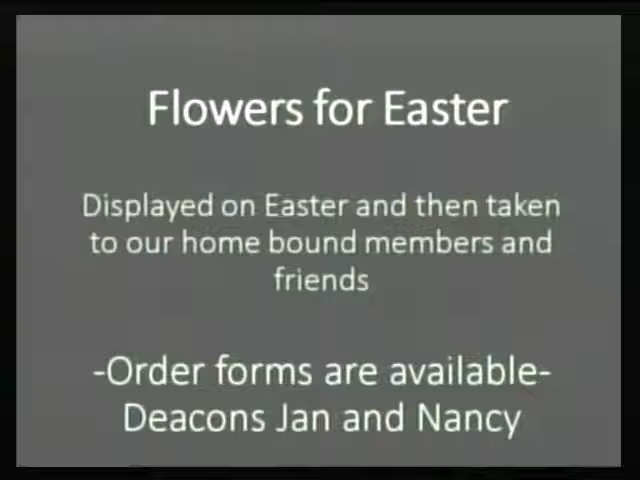 Flowers for Easter
Displayed on Easter and then taken
to our home bound members and
friends
-Order forms are available-
Deacons Jan and Nancy